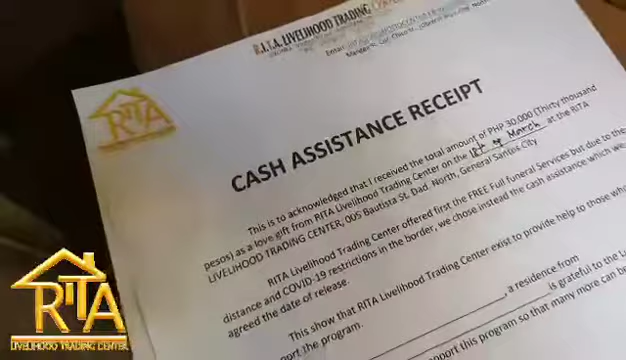 R.I.T.A. LIVELIHOOD TRADING
RITA
CASH ASSISTANCE RECEIPT
This is to acknowledged that I received the total amount of PHP 30,000 (Thirty thousand
pesos) as a love gift from RITA Livelihood Trading Center on the 1st of March at the RITA
LIVELIHOOD TRADING CENTER, 005 Bautista St. Dad. North, General Santos City
RITA Livelihood Trading Center offered first the FREE Full funeral Services but due to the
distance and COVID-19 restrictions in the border, we chose instead the cash assistance which we
agreed the date of release.
This show that RITA Livelihood Trading Center exist to provide help to those who
port the program.
, a residence from
is grateful to the
pport this program so that many more can be
RITA
LIVELIHOOD TRADING CENTER